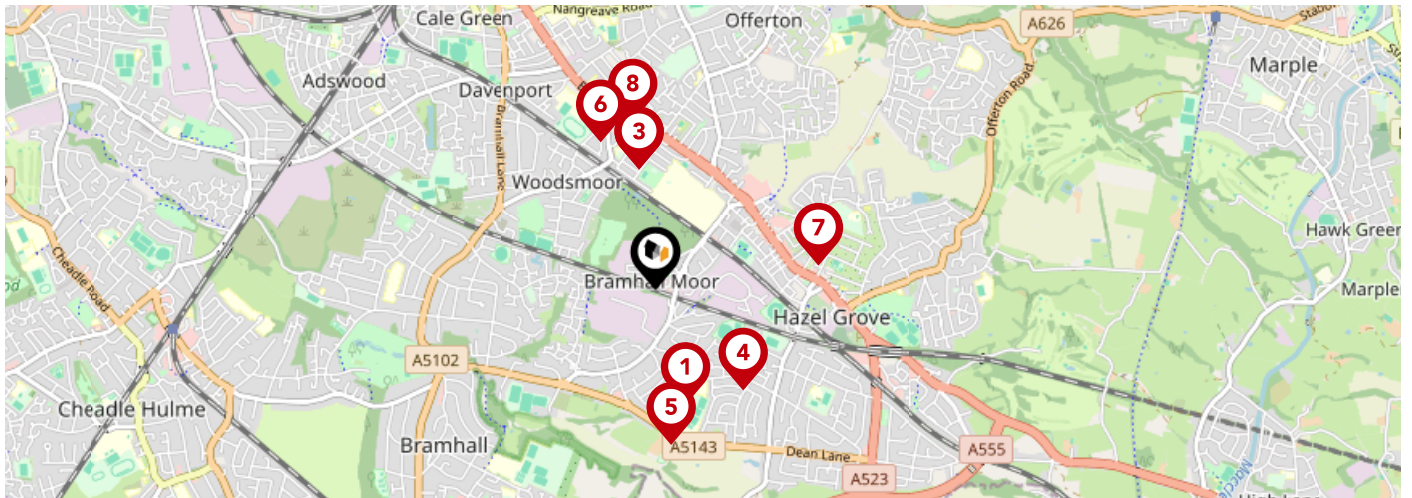 Cale Green
Nangreave Road
Offerton
A626
Marple
Adswood
Davenport
8
6
3
Offerton Road
Bramhall Lane
Woodsmoor
7
Hawk Green
Cheadle Road
Bramhall Moor
Marple
Hazel Grove
A5102
4
1
5
Cheadle Hulme
Bramhall
A5143
Dean Lane
A555
A523